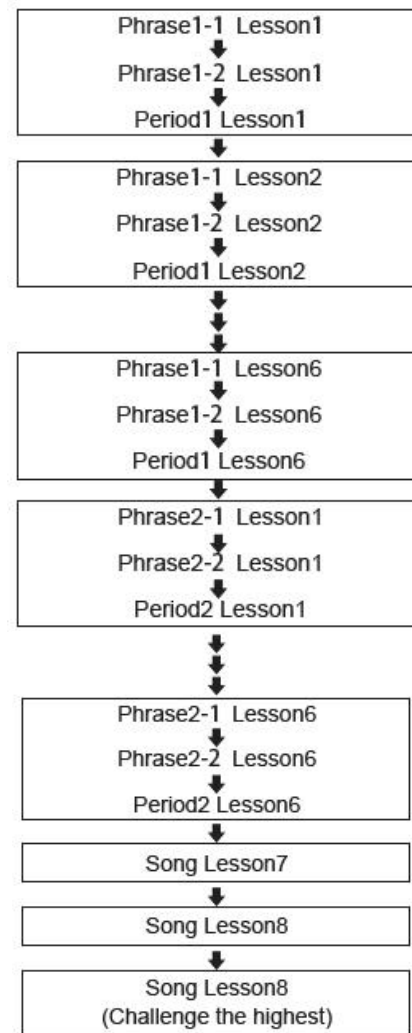 Phrase1-1 Lesson1
Phrase1-2 Lesson1
Period1 Lesson1
Phrase1-1 Lesson2
Phrase1-2 Lesson2
Period1 Lesson2
Phrase1-1 Lesson6
Phrase1-2 Lesson6
Period1 Lesson6
Phrase2-1 Lesson1
Phrase2-2 Lesson1
Period2 Lesson1
Phrase2-1 Lesson6
Phrase2-2 Lesson6
Period2 Lesson6
Song Lesson7
Song Lesson8
Song Lesson8
(Challenge the highest)